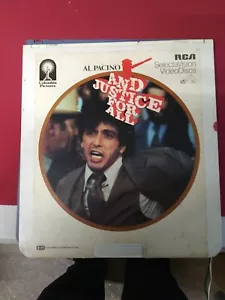 Columbia
Pictures
RCA
SelectaVision
VideoDiscs
AL PACINO
AND
JUSTICE
FOR
ALL